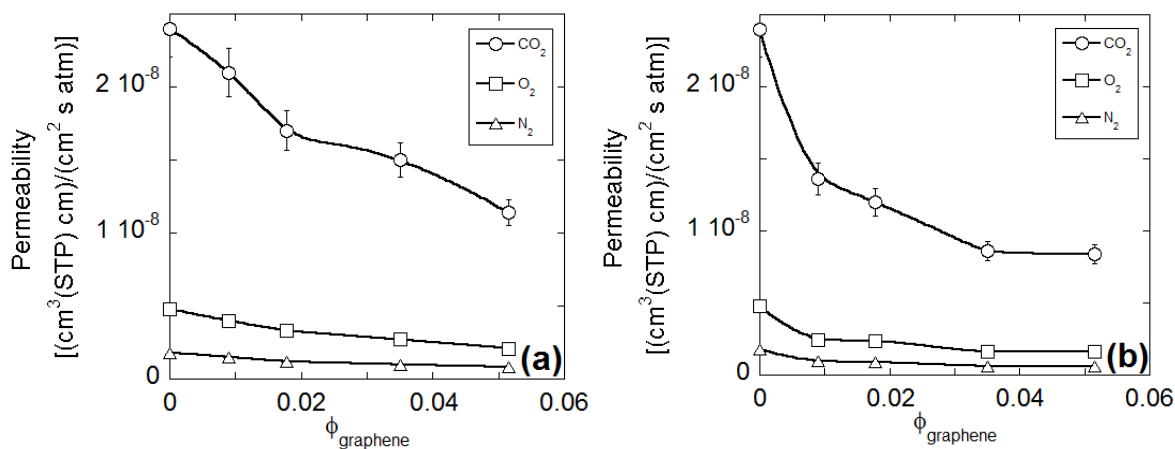 Permeability
[(cm³(STP) cm)/(cm² s atm)]
2 10⁻⁸
1 10⁻⁸
0
CO₂
O₂
N₂
(a)
0 0.02 0.04 0.06
ϕgraphene
Permeability
[(cm³(STP) cm)/(cm² s atm)]
2 10⁻⁸
1 10⁻⁸
0
CO₂
O₂
N₂
(b)
0 0.02 0.04 0.06
ϕgraphene